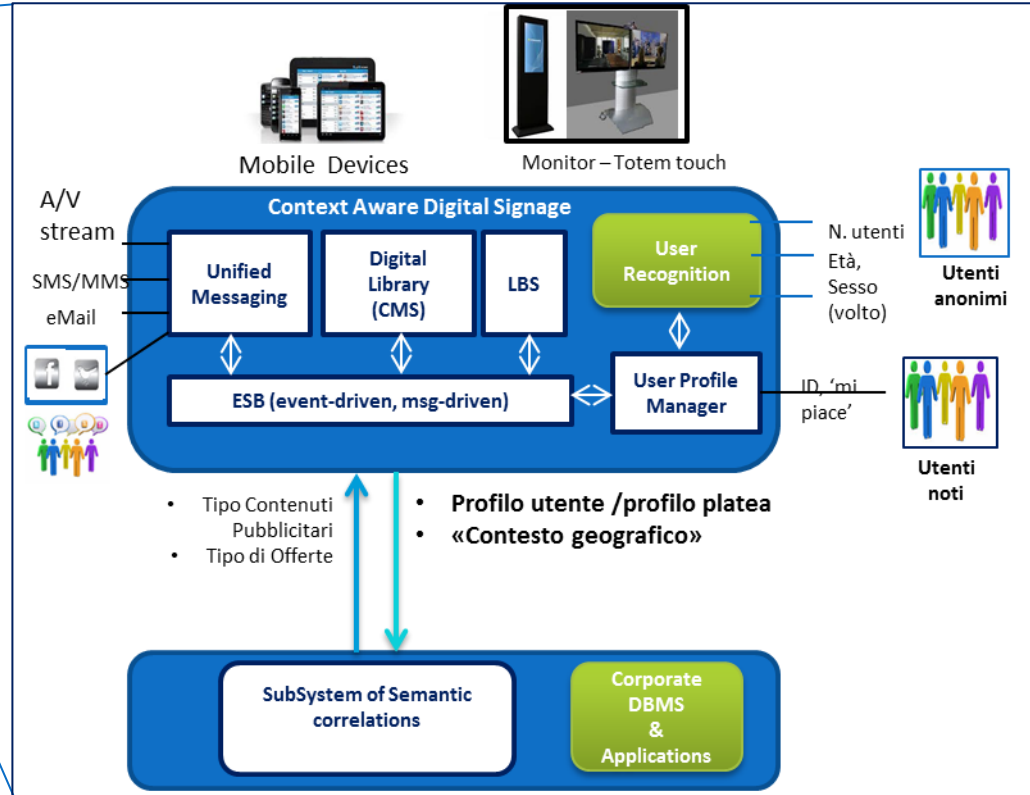 Mobile Devices
Monitor – Totem touch
A/V
stream
SMS/MMS
eMail
Context Aware Digital Signage
Unified
Messaging
Digital
Library
(CMS)
LBS
User
Recognition
ESB (event-driven, msg-driven)
User Profile
Manager
N. utenti
Età,
Sesso
(volto)
Utenti
anonimi
ID, ‘mi
piace’
Utenti
noti
• Tipo Contenuti
Pubblicitari
• Tipo di Offerte
• Profilo utente /profilo platea
• «Contesto geografico»
SubSystem of Semantic
correlations
Corporate
DBMS
&
Applications